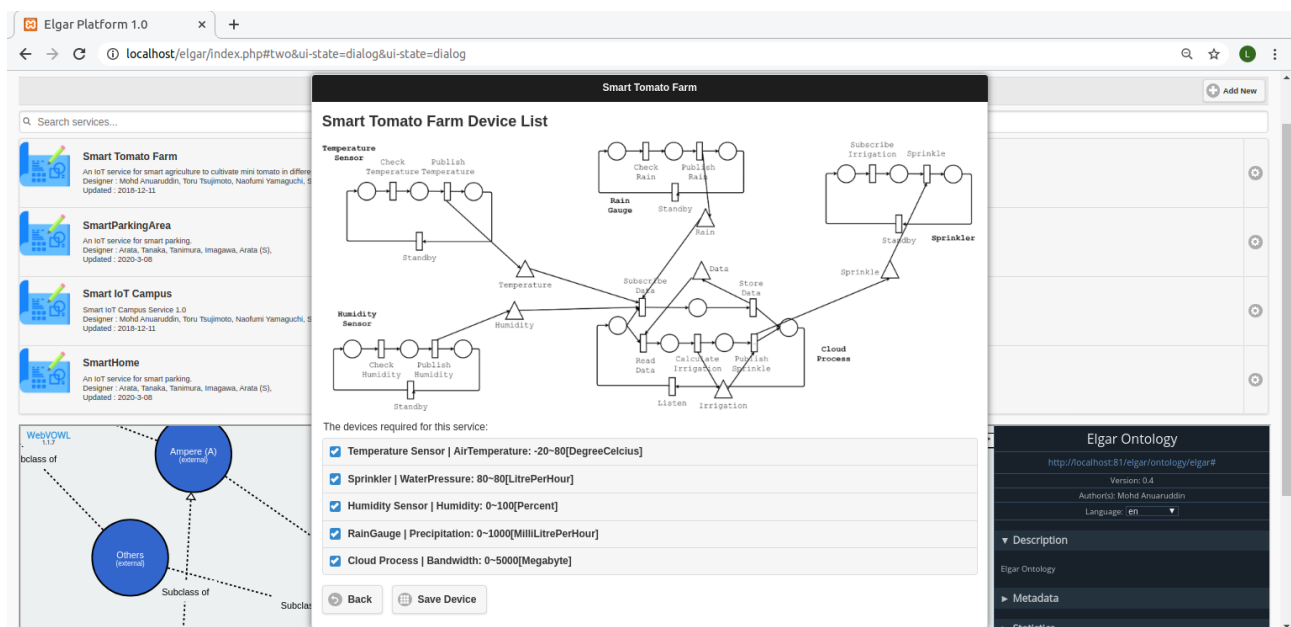 Elgar Platform 1.0
localhost/elgar/index.php#two&ui-state=dialog&ui-state=dialog
L
Smart Tomato Farm
Add New
Search services...
Smart Tomato Farm
An IoT service for smart agriculture to cultivate mini tomato in differe
Designer : Mohd Anuaruddin, Toru Tsujimoto, Naofumi Yamaguchi, S
Updated : 2018-12-11
SmartParkingArea
An IoT service for smart parking.
Designer : Arata, Tanaka, Tanimura, Imagawa, Arata (S),
Updated : 2020-3-08
Smart IoT Campus
Smart IoT Campus Service 1.0
Designer : Mohd Anuaruddin, Toru Tsujimoto, Naofumi Yamaguchi, S
Updated : 2018-12-11
SmartHome
An IoT service for smart parking.
Designer : Arata, Tanaka, Tanimura, Imagawa, Arata (S),
Updated : 2020-3-08
Smart Tomato Farm Device List
Temperature
Sensor
Check
Temperature
Publish
Temperature
Standby
Temperature
Check
Rain
Publish
Rain
Rain
Gauge
Standby
Rain
Subscribe
Irrigation
Sprinkle
Standby
Sprinkler
Sprinkle
Humidity
Sensor
Check
Humidity
Publish
Humidity
Standby
Humidity
Subscribe
Data
Data
Store
Data
Read
Data
Calculate
Irrigation
Publish
Sprinkle
Cloud
Process
Listen
Irrigation
The devices required for this service:
Temperature Sensor | AirTemperature: -20~80[DegreeCelcius]
Sprinkler | WaterPressure: 80~80[LitrePerHour]
Humidity Sensor | Humidity: 0~100[Percent]
RainGauge | Precipitation: 0~1000[MilliLitrePerHour]
Cloud Process | Bandwidth: 0~5000[Megabyte]
Back
Save Device
WebVOWL
1.1.7
bclass of
Ampere (A)
(external)
Others
(external)
Subclass of
Subclas
Elgar Ontology
http://localhost:81/elgar/ontology/elgar#
Version: 0.4
Author(s): Mohd Anuaruddin
Language: en
Description
Elgar Ontology
Metadata
Statistics